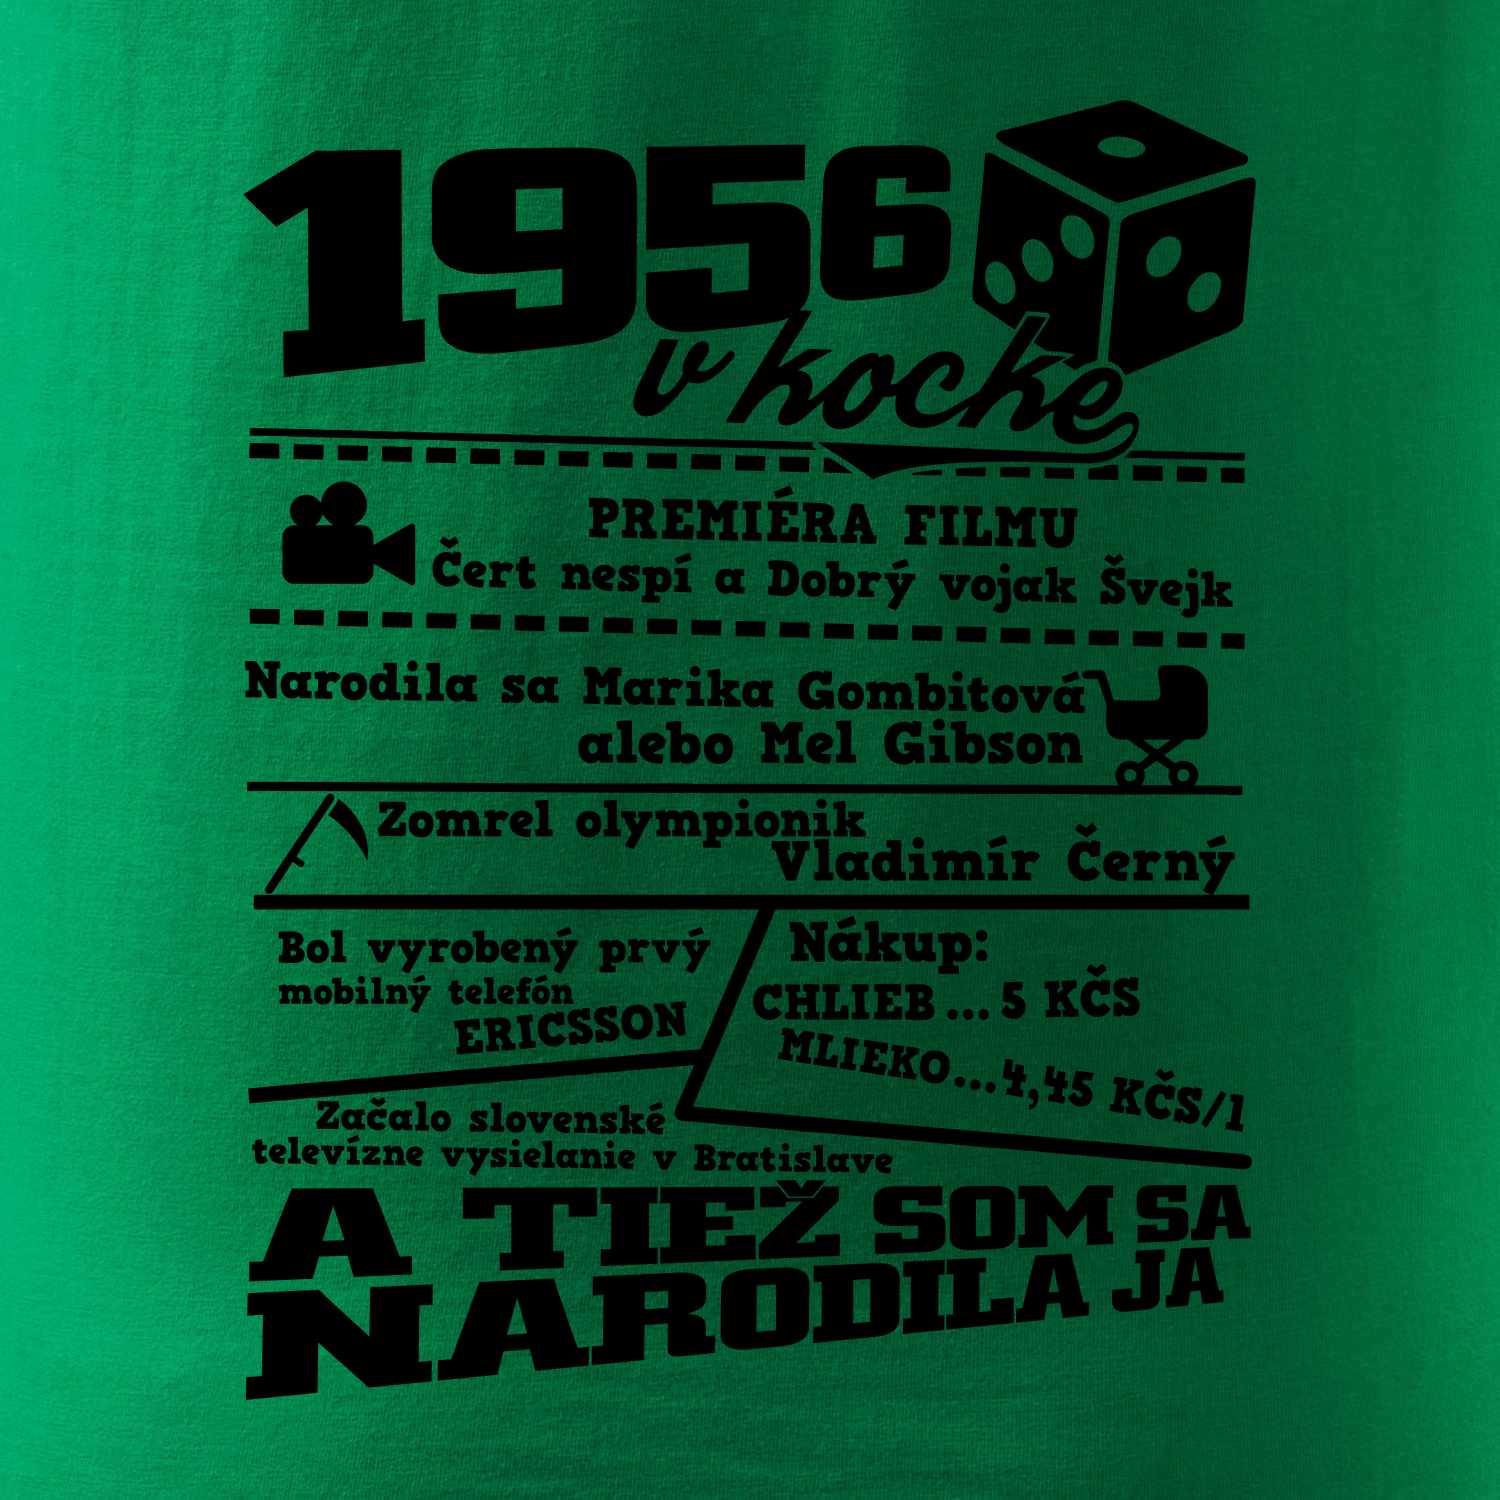 1956
v kocke
PREMIÉRA FILMU
Čert nespí a Dobrý vojak Švejk
Narodila sa Marika Gombitová
alebo Mel Gibson
Zomrel olympionik
Vladimír Černý
Bol vyrobený prvý
mobilný telefón
ERICSSON
Nákup:
CHLIEB...5 KČS
MLIEKO...4,45 KČS/l
Začalo slovenské
televízne vysielanie v Bratislave
A TIEŽ SOM SA
NARODILA JA